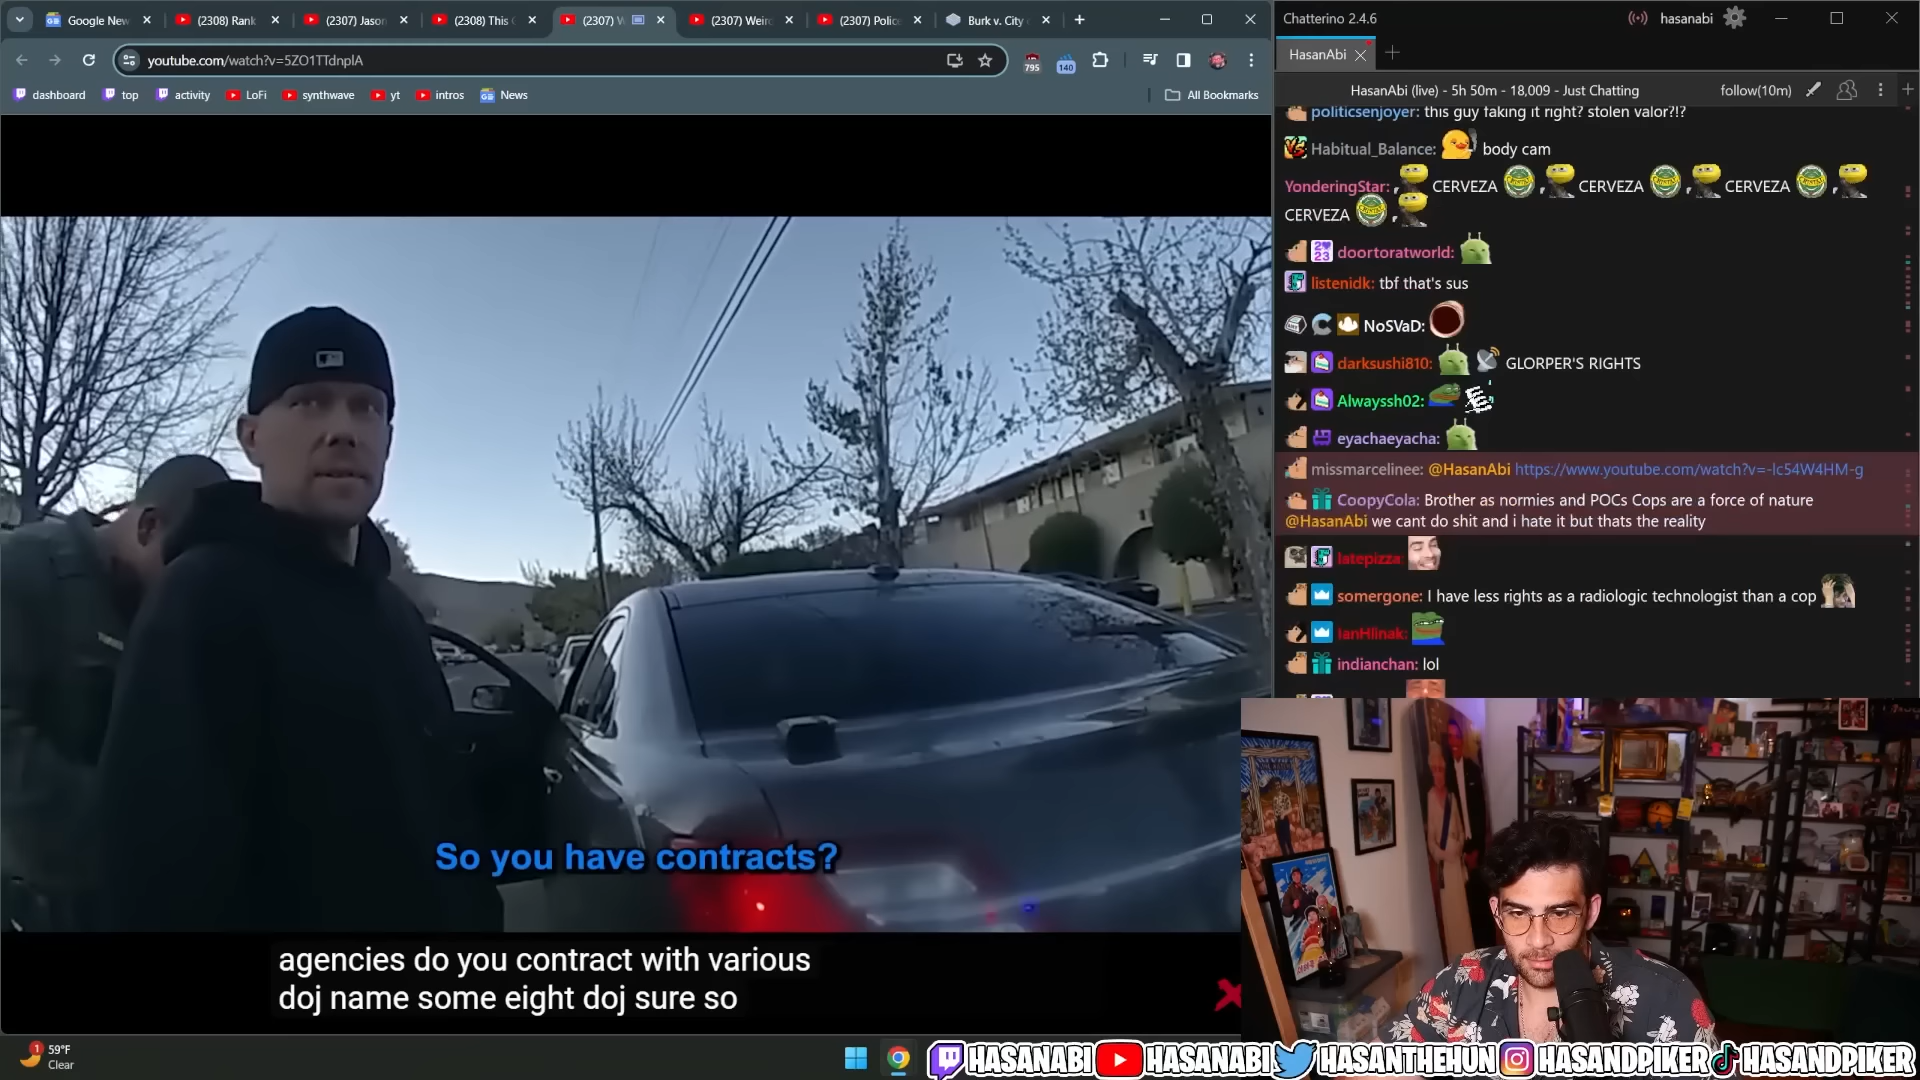 Google New
(2308) Rank
(2307) Jason
(2308) This
(2307) V
(2307) Weird
(2307) Police
Burk v. City
youtube.com/watch?v=5ZO1TTdnplA
795
140
dashboard
top
activity
LoFi
synthwave
yt
intros
News
All Bookmarks
So you have contracts?
agencies do you contract with various
doj name some eight doj sure so
Chatterino 2.4.6
hasanabi
HasanAbi
HasanAbi (live) - 5h 50m - 18,009 - Just Chatting
follow(10m)
politicsenjoyer: this guy faking it right? stolen valor?!?
Habitual_Balance: body cam
YonderingStar: , CERVEZA , CERVEZA , CERVEZA ,
CERVEZA ,
doortoratworld:
listenidk: tbf that's sus
NoSVaD:
darksushi810: GLORPER'S RIGHTS
Alwayssh02:
eyachaeyacha:
missmarcelinee: @HasanAbi https://www.youtube.com/watch?v=-lc54W4HM-g
CoopyCola: Brother as normies and POCs Cops are a force of nature
@HasanAbi we cant do shit and i hate it but thats the reality
latepizza:
somergone: I have less rights as a radiologic technologist than a cop
IanHlinak:
indianchan: lol
1
59°F
Clear
HASANABI HASANABI HASANTHEHUN HASANDPIKER HASANDPIKER